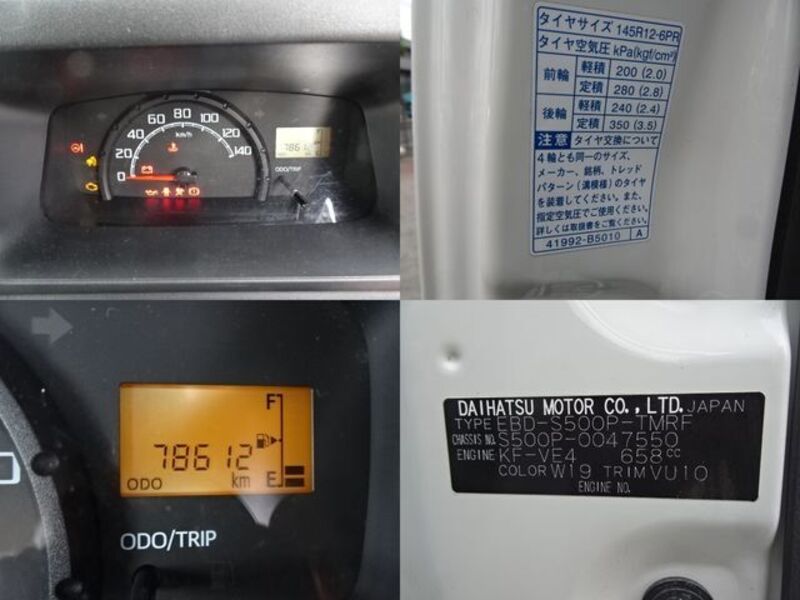 0 20 40 60 80 100 120 140
km/h
78612
ODO/TRIP
タイヤサイズ 145R12-6PR
タイヤ空気圧 kPa(kgf/cm²)
前輪 軽積 200 (2.0)
定積 280 (2.8)
後輪 軽積 240 (2.4)
定積 350 (3.5)
注意 タイヤ交換について
4輪とも同一のサイズ、
メーカー、銘柄、トレッド
パターン(溝模様)のタイヤ
を装着してください。また、
指定空気圧でご使用ください。
詳しくは取扱書をご覧ください。
41992-B5010 A
F
78612
ODO km E
ODO/TRIP
DAIHATSU MOTOR CO.,LTD. JAPAN
TYPE EBD-S500P-TMRF
CHASSIS NO. S500P-0047550
ENGINE KF-VE4 658 CC
COLOR W19 TRIM VU10
ENGINE NO.